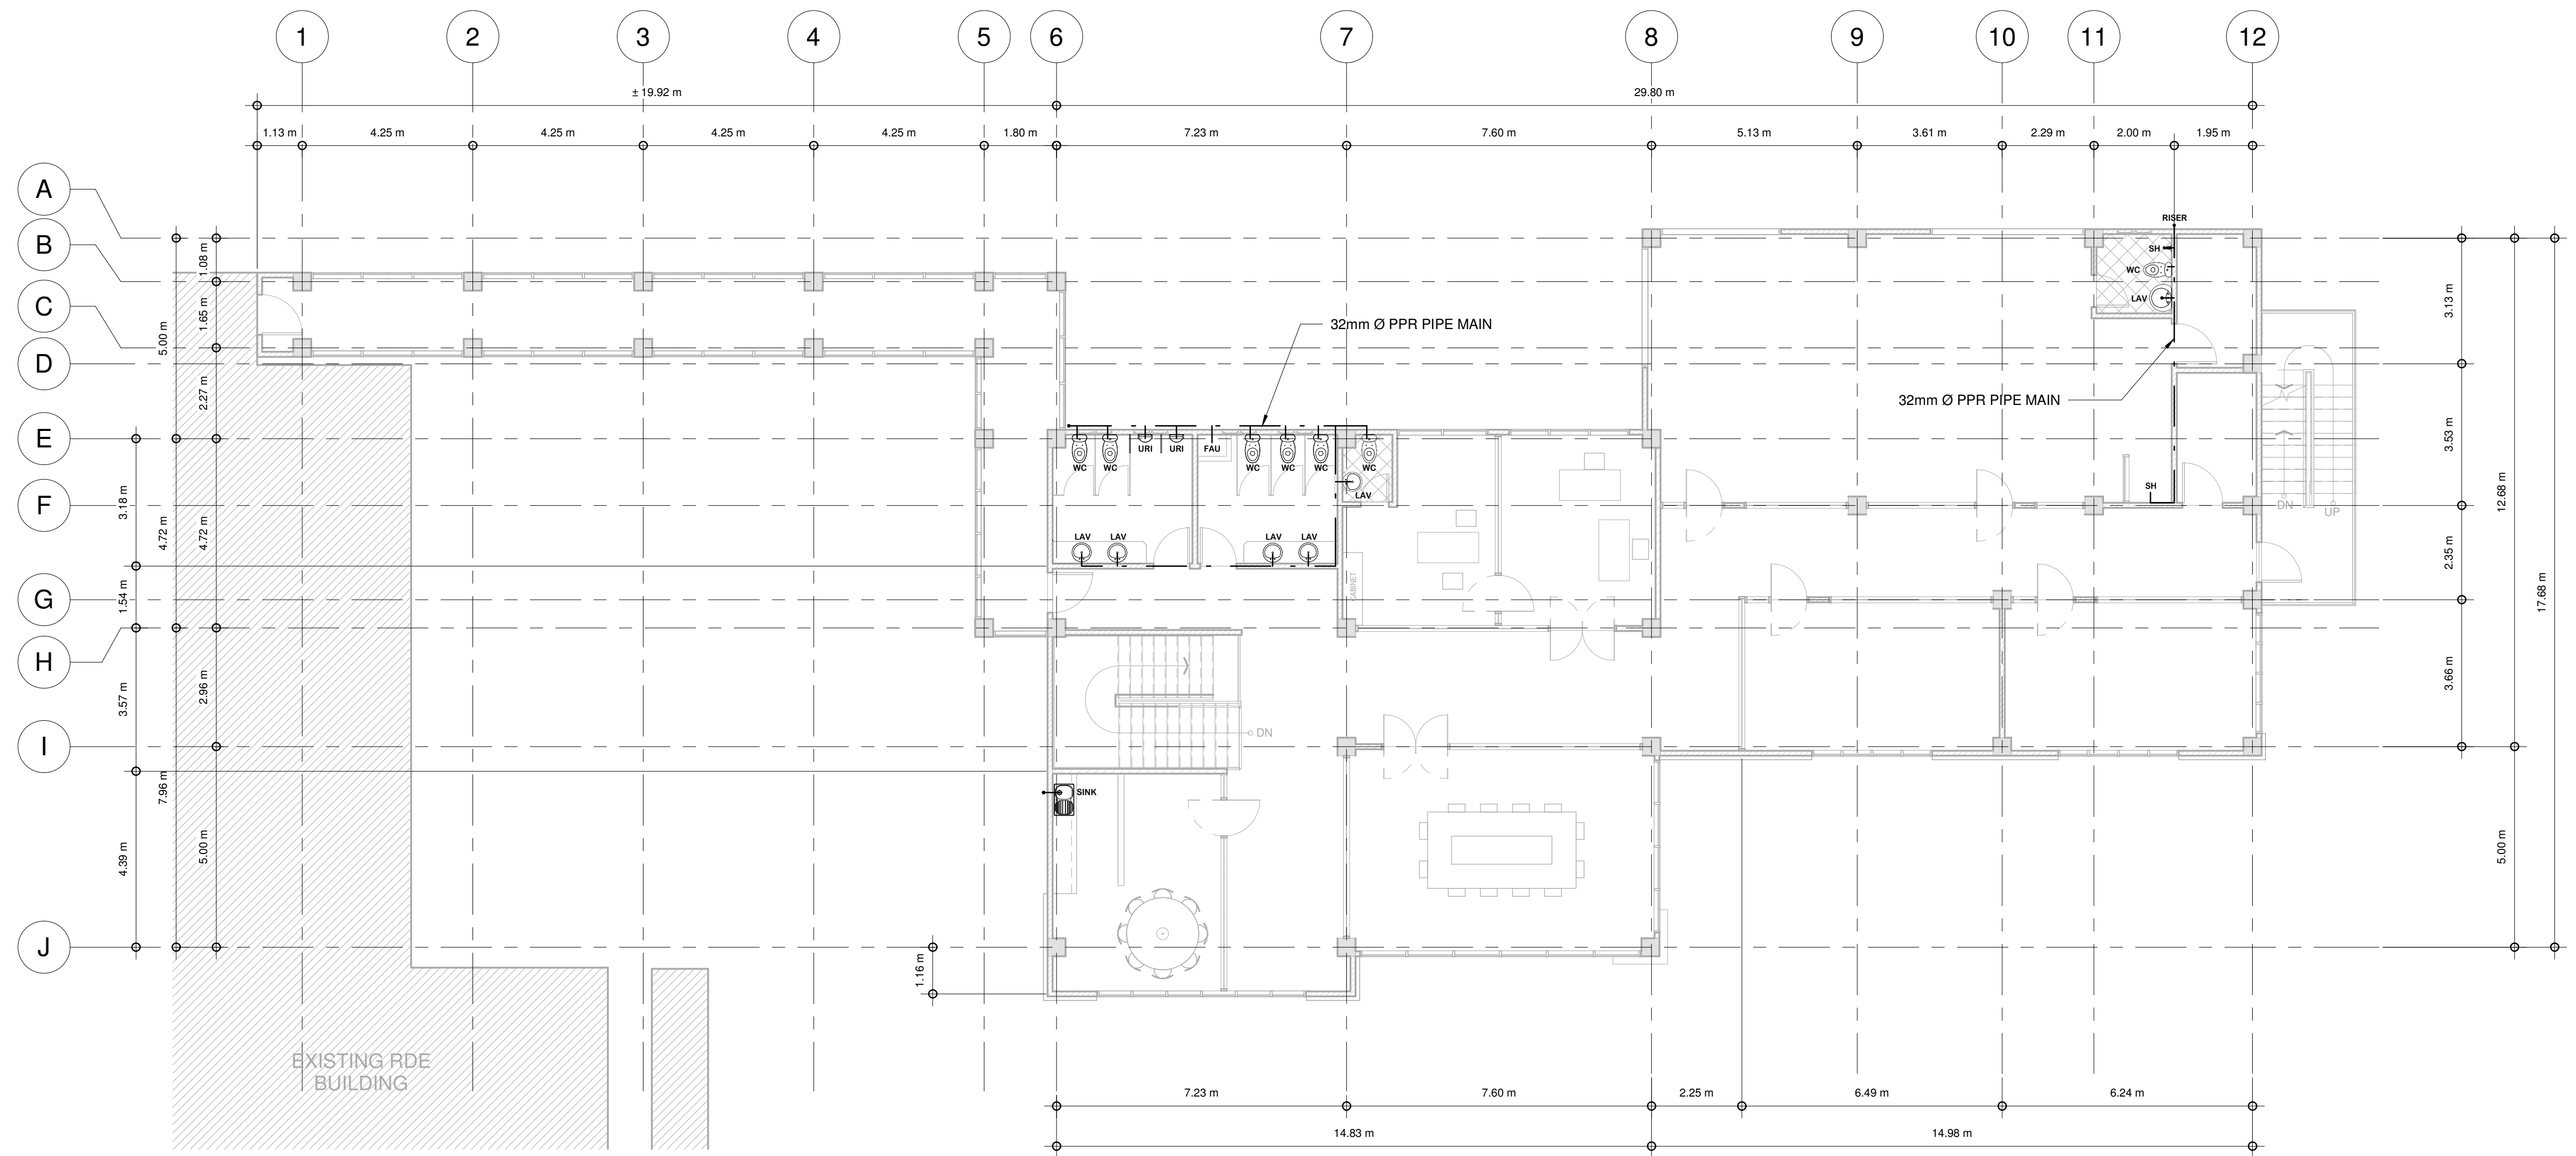 1 2 3 4 5 6 7 8 9 10 11 12
± 19.92 m 29.80 m
1.13 m 4.25 m 4.25 m 4.25 m 4.25 m 1.80 m 7.23 m 7.60 m 5.13 m 3.61 m 2.29 m 2.00 m 1.95 m
A
B
C
D
E
F
G
H
I
J
1.08 m
1.65 m
2.27 m
4.72 m
2.96 m
5.00 m
5.00 m
4.72 m
7.96 m
3.18 m
1.54 m
3.57 m
4.39 m
1.16 m
RISER
SH
WC
LAV
32mm Ø PPR PIPE MAIN
32mm Ø PPR PIPE MAIN
WC WC URI URI FAU WC WC WC WC
LAV
SH
LAV LAV LAV LAV
CABINET
DN UP
DN
SINK
3.13 m
3.53 m
2.35 m
3.66 m
12.68 m
5.00 m
17.68 m
EXISTING RDE
BUILDING
7.23 m 7.60 m 2.25 m 6.49 m 6.24 m
14.83 m 14.98 m